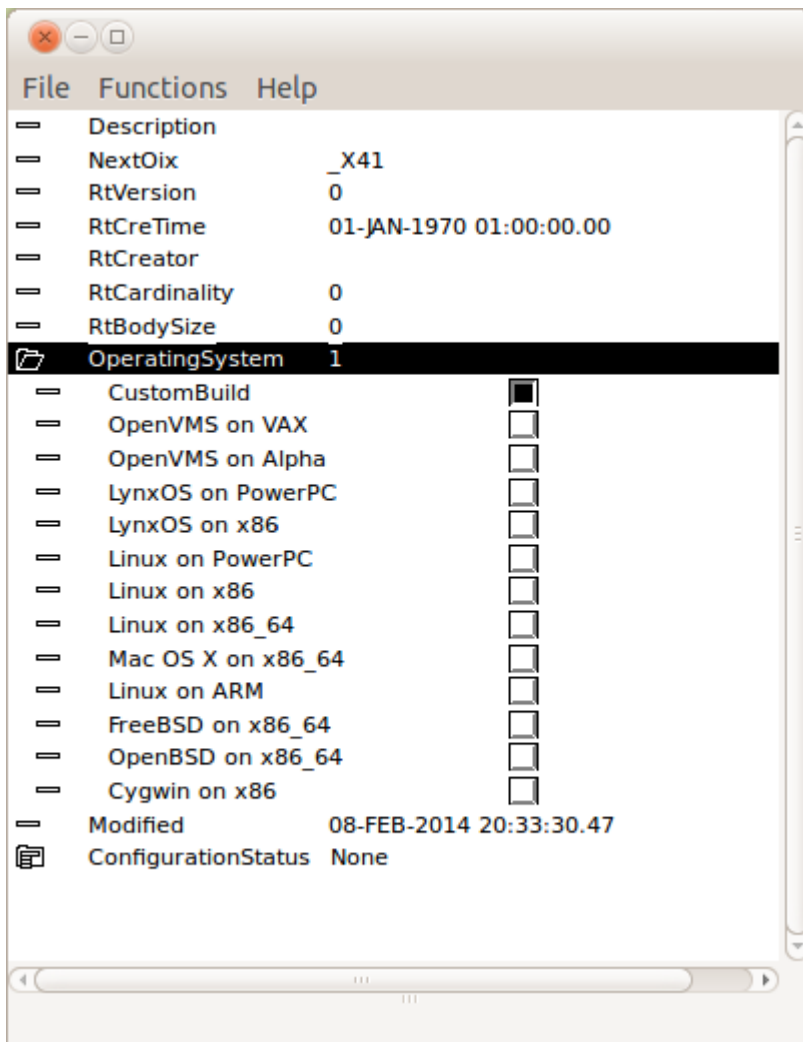 File Functions Help
Description
NextOix _X41
RtVersion 0
RtCreTime 01-JAN-1970 01:00:00.00
RtCreator
RtCardinality 0
RtBodySize 0
OperatingSystem 1
CustomBuild
OpenVMS on VAX
OpenVMS on Alpha
LynxOS on PowerPC
LynxOS on x86
Linux on PowerPC
Linux on x86
Linux on x86_64
Mac OS X on x86_64
Linux on ARM
FreeBSD on x86_64
OpenBSD on x86_64
Cygwin on x86
Modified 08-FEB-2014 20:33:30.47
ConfigurationStatus None